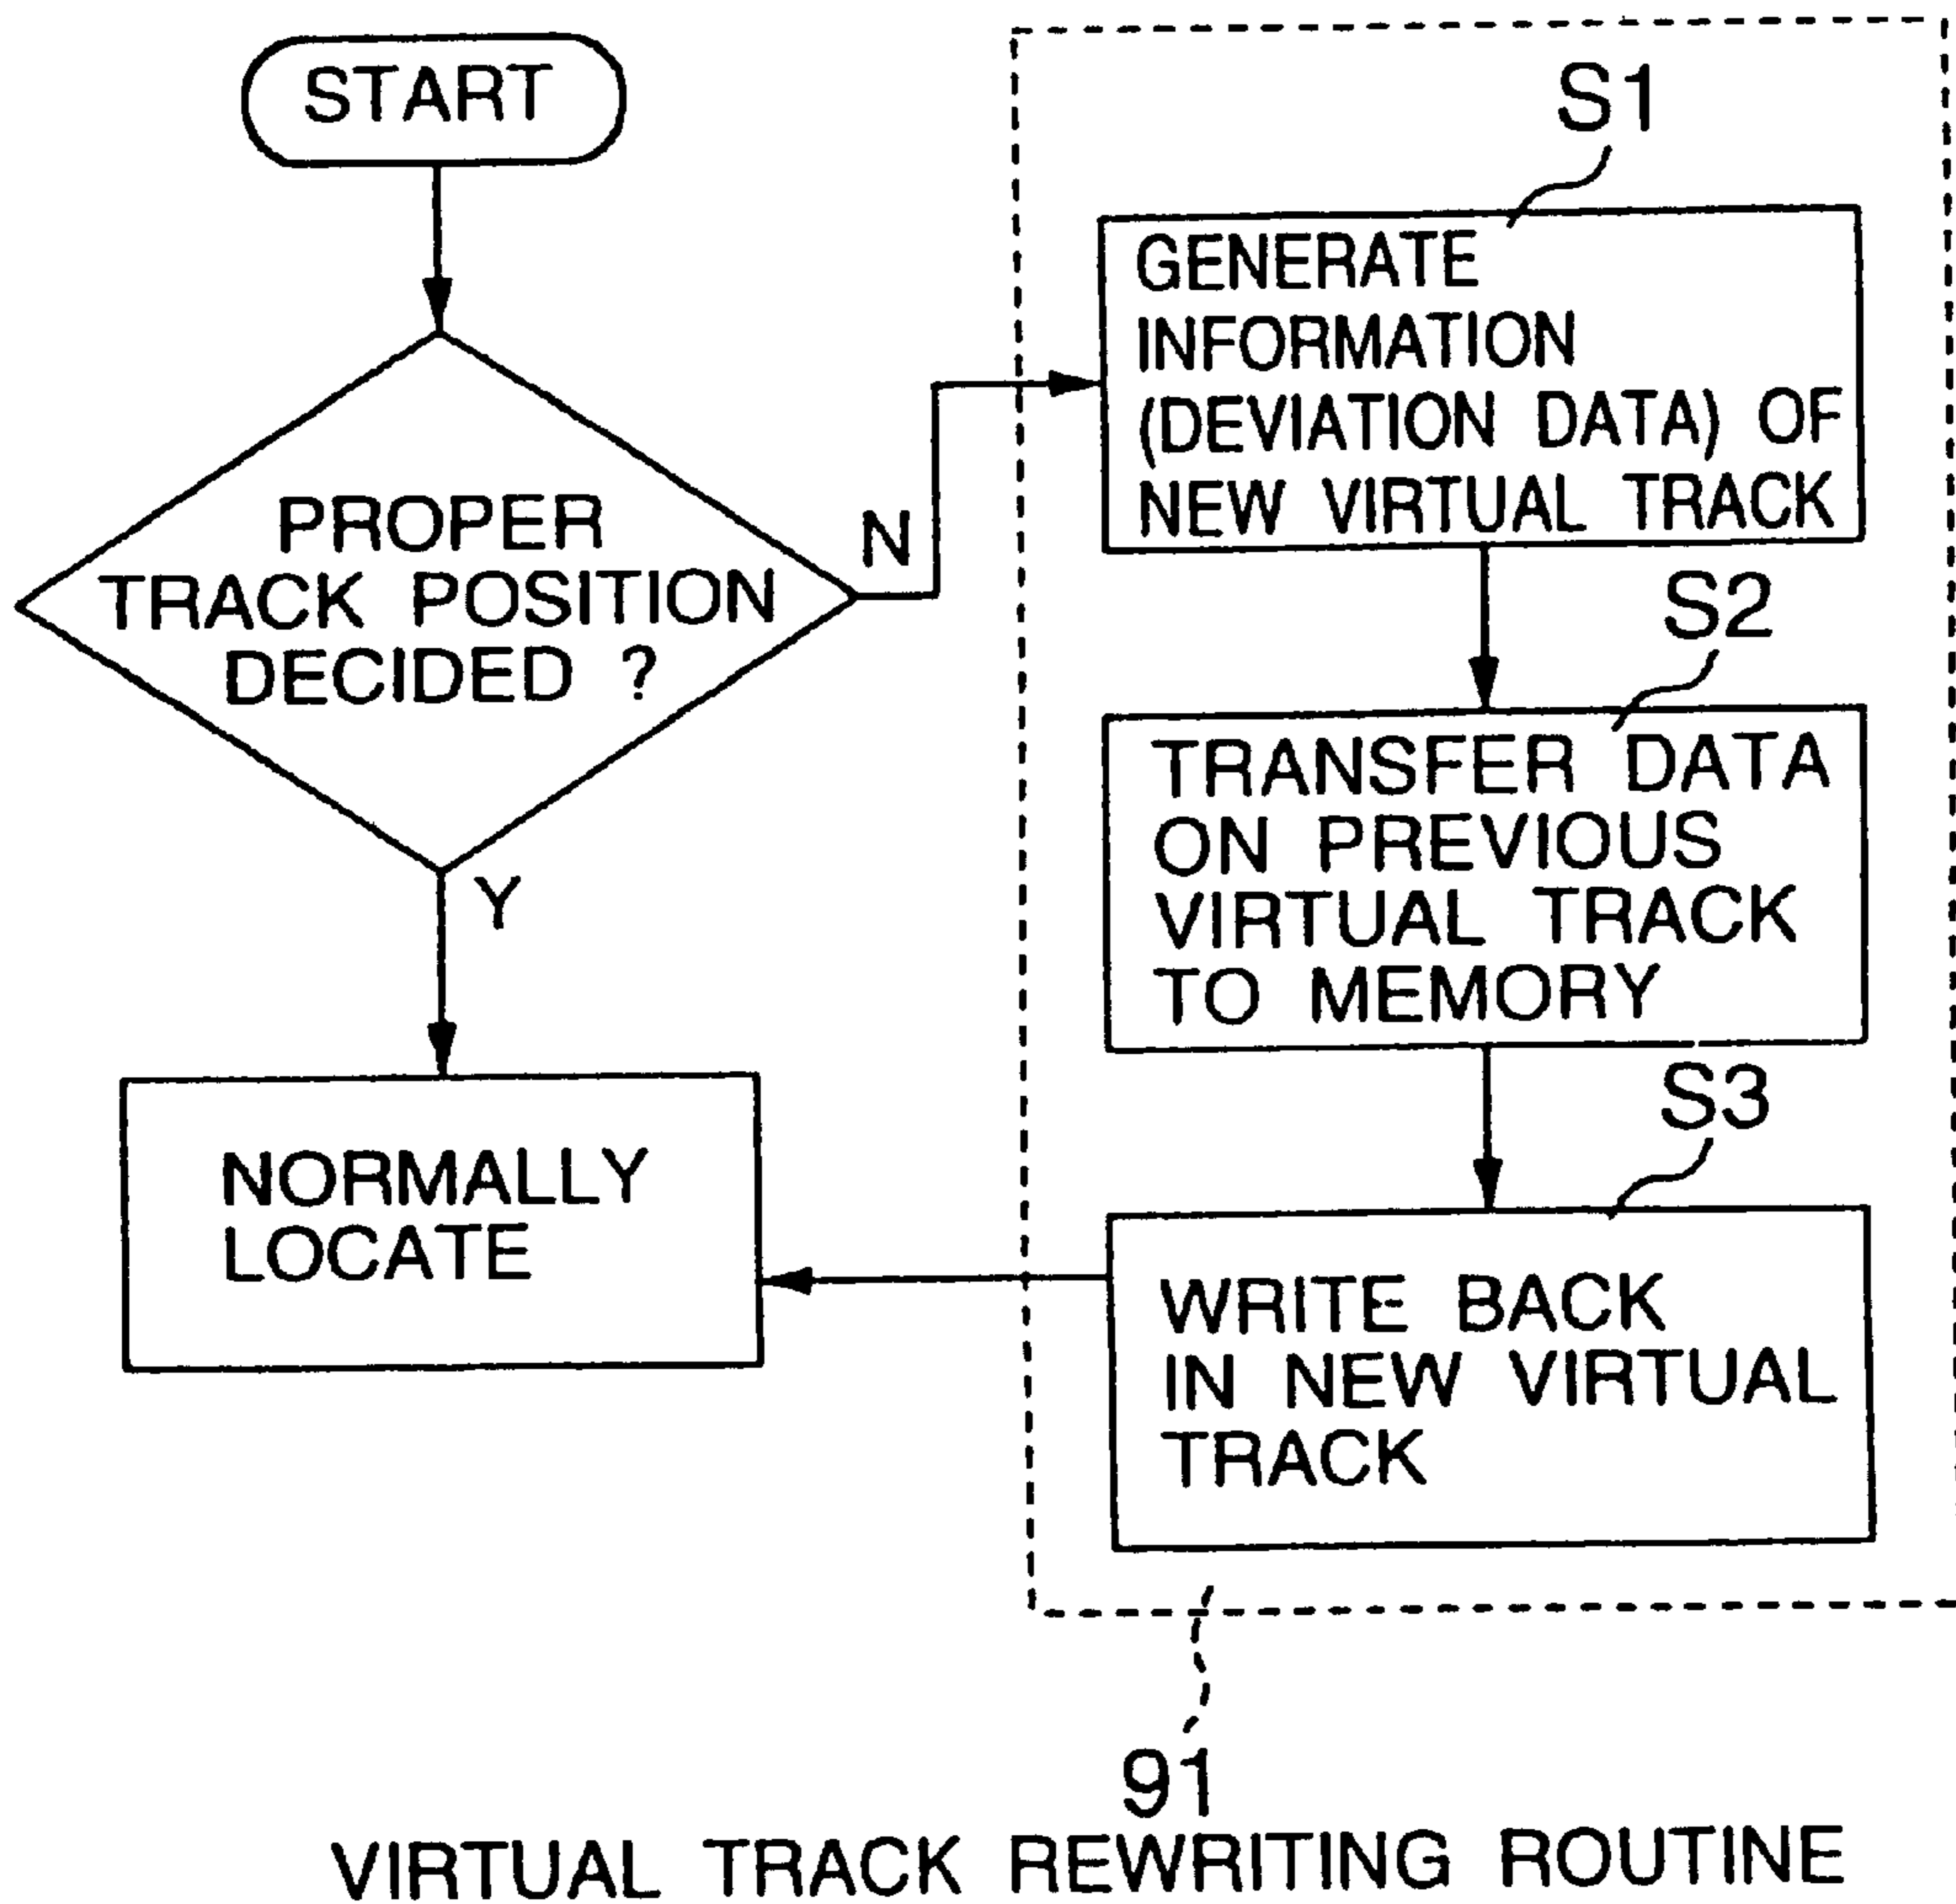 START
PROPER
TRACK POSITION
DECIDED ?
N
Y
NORMALLY
LOCATE
S1
GENERATE
INFORMATION
(DEVIATION DATA) OF
NEW VIRTUAL TRACK
S2
TRANSFER DATA
ON PREVIOUS
VIRTUAL TRACK
TO MEMORY
S3
WRITE BACK
IN NEW VIRTUAL
TRACK
91
VIRTUAL TRACK REWRITING ROUTINE